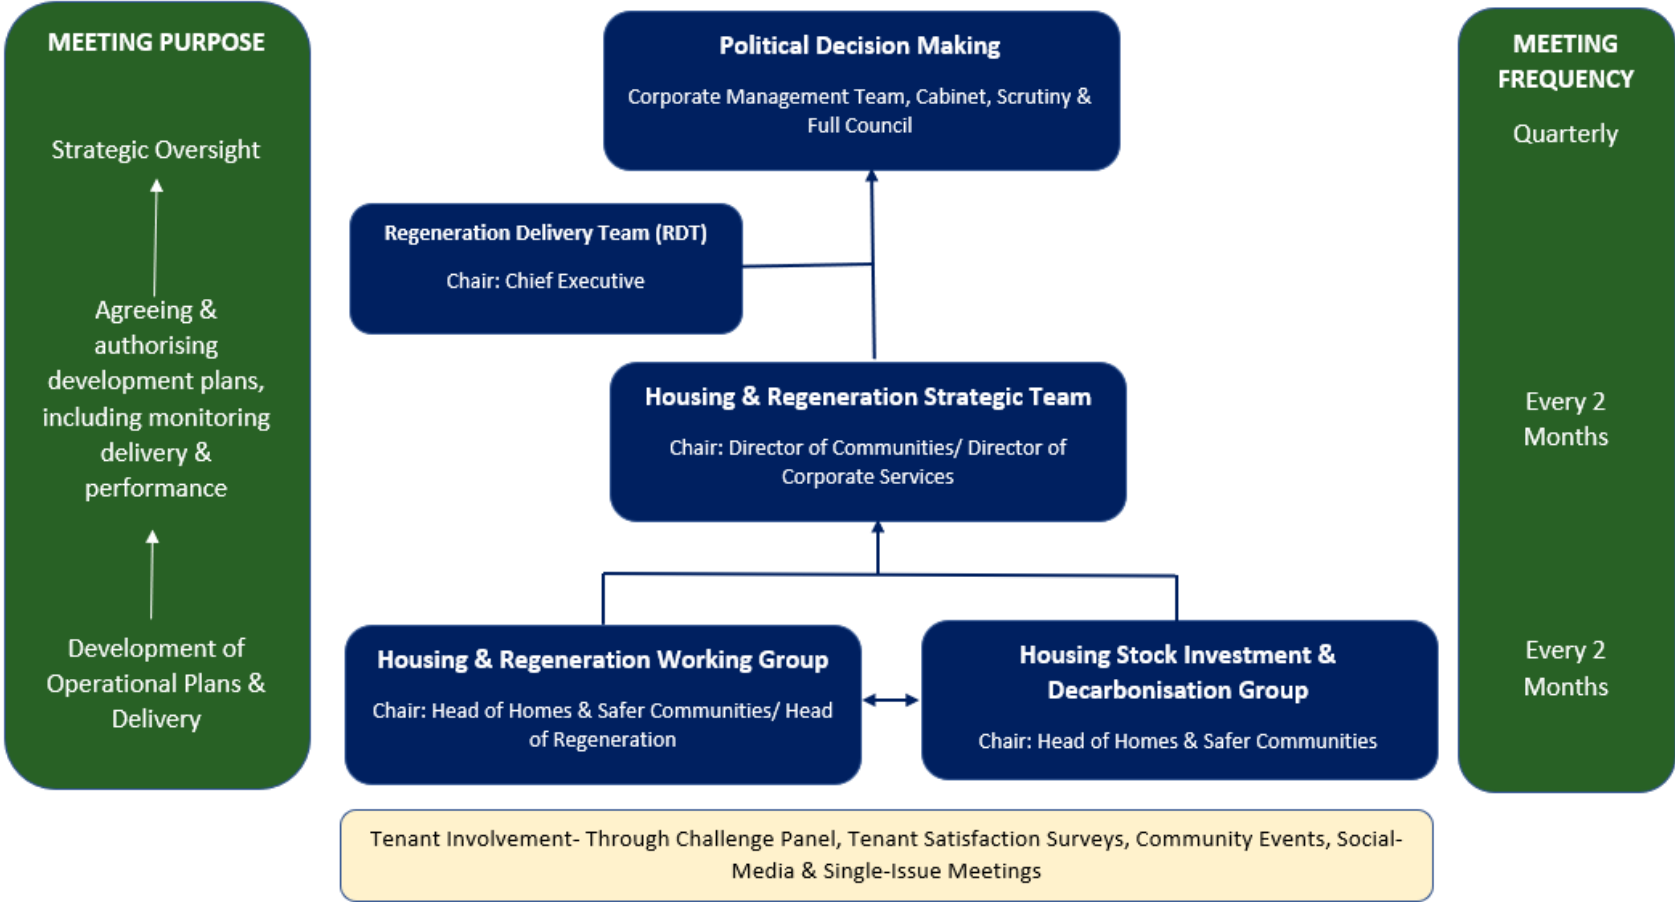 MEETING PURPOSE
Strategic Oversight
Agreeing &
authorising
development plans,
including monitoring
delivery &
performance
Development of
Operational Plans &
Delivery
Political Decision Making
Corporate Management Team, Cabinet, Scrutiny &
Full Council
Regeneration Delivery Team (RDT)
Chair: Chief Executive
Housing & Regeneration Strategic Team
Chair: Director of Communities/ Director of
Corporate Services
Housing & Regeneration Working Group
Chair: Head of Homes & Safer Communities/ Head
of Regeneration
Housing Stock Investment &
Decarbonisation Group
Chair: Head of Homes & Safer Communities
Tenant Involvement- Through Challenge Panel, Tenant Satisfaction Surveys, Community Events, Social-
Media & Single-Issue Meetings
MEETING
FREQUENCY
Quarterly
Every 2
Months
Every 2
Months